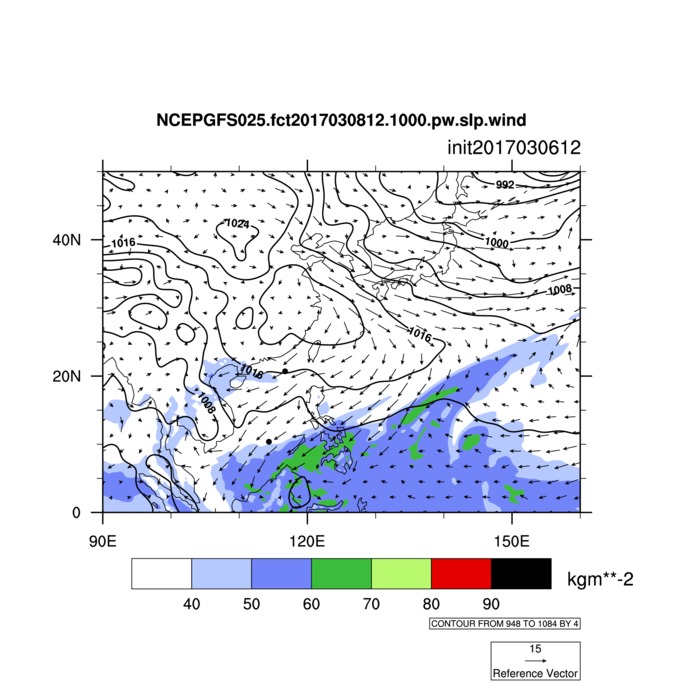 NCEPGFS025.fct2017030812.1000.pw.slp.wind
init2017030612
992
1024
1016
40N
1000
1008
1016
1016
20N
1008
0
90E 120E 150E
kgm**-2
40 50 60 70 80 90
CONTOUR FROM 948 TO 1084 BY 4
15
Reference Vector